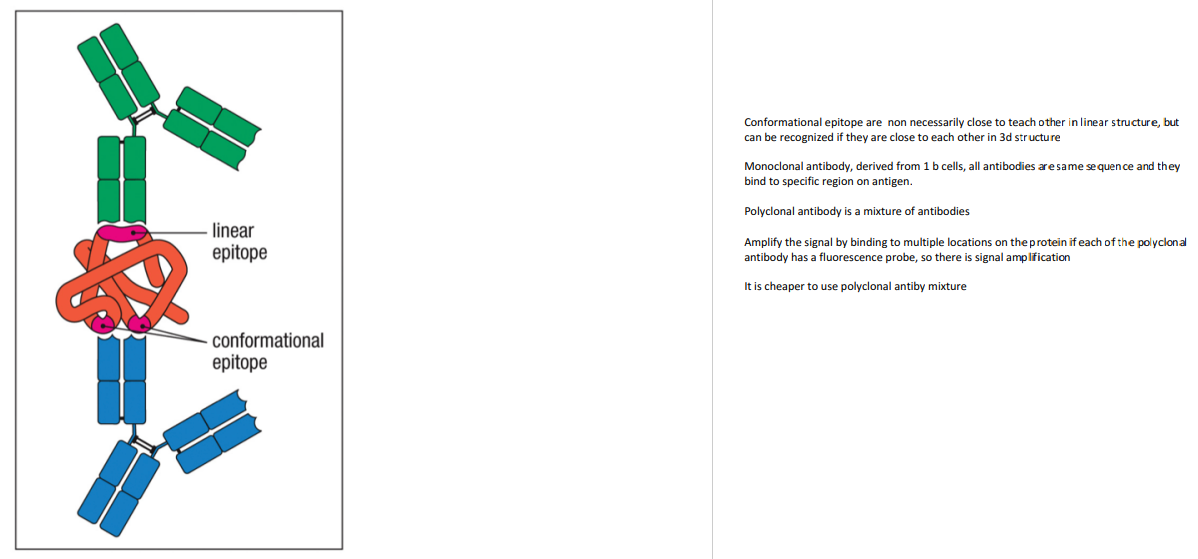 linear
epitope
conformational
epitope
Conformational epitope are non necessarily close to teach other in linear structure, but
can be recognized if they are close to each other in 3d structure
Monoclonal antibody, derived from 1 b cells, all antibodies are same sequence and they
bind to specific region on antigen.
Polyclonal antibody is a mixture of antibodies
Amplify the signal by binding to multiple locations on the protein if each of the polyclonal
antibody has a fluorescence probe, so there is signal amplification
It is cheaper to use polyclonal antiby mixture